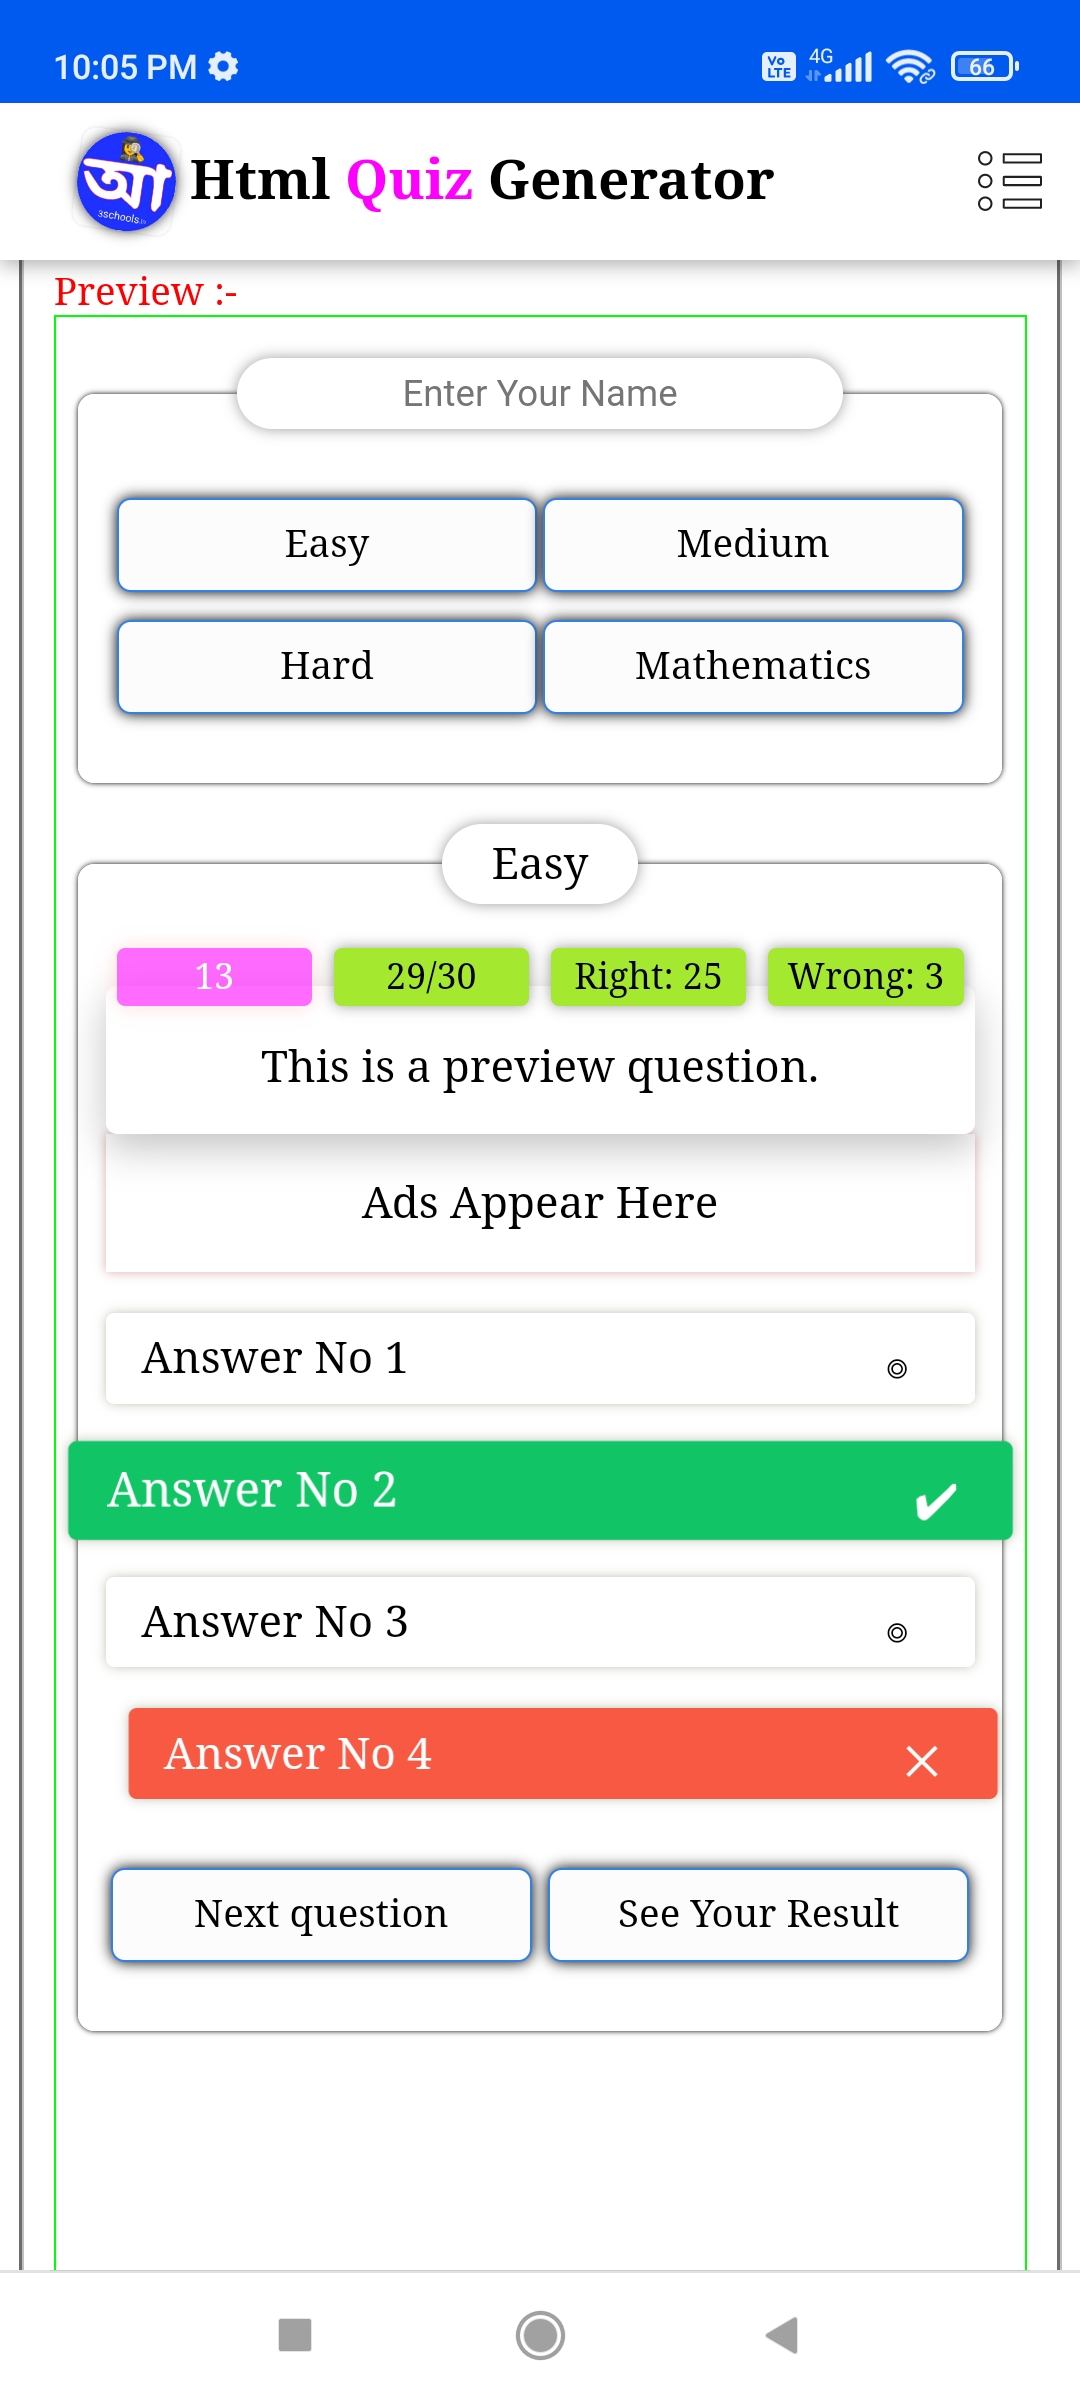 10:05 PM
Vo LTE 4G 66
আ
3schools.in
Html Quiz Generator
Preview :-
Enter Your Name
Easy Medium
Hard Mathematics
Easy
13 29/30 Right: 25 Wrong: 3
This is a preview question.
Ads Appear Here
Answer No 1
Answer No 2
Answer No 3
Answer No 4
Next question See Your Result